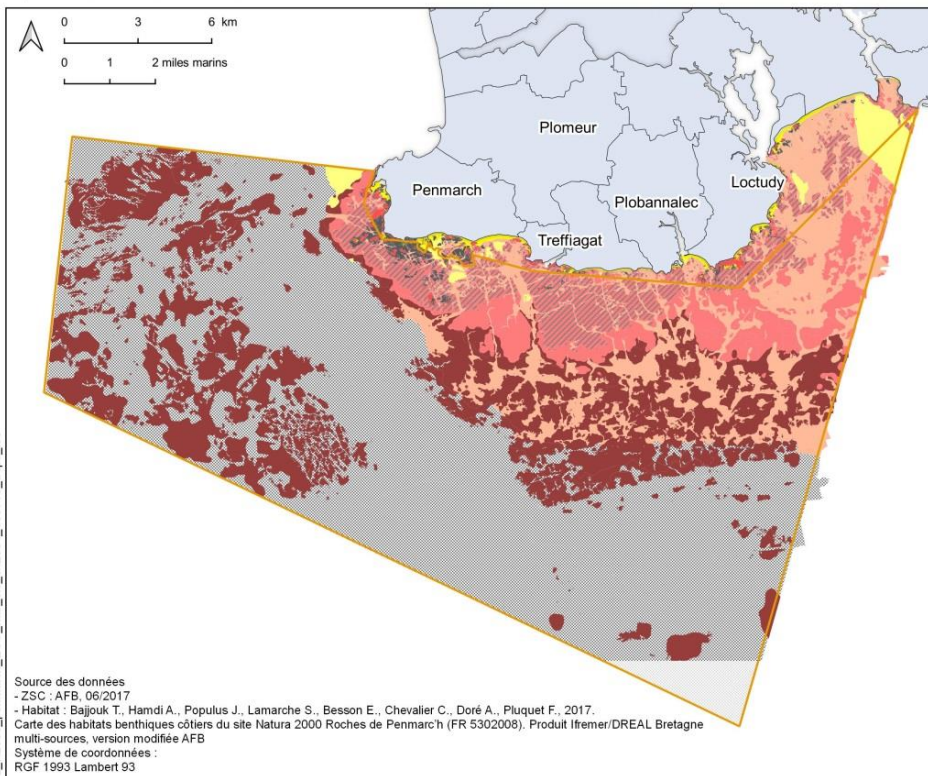 0 3 6 km
0 1 2 miles marins
Plomeur
Penmarch
Loctudy
Plobannalec
Treffiagat
Source des données
- ZSC : AFB, 06/2017
- Habitat : Bajjouk T., Hamdi A., Populus J., Lamarche S., Besson E., Chevalier C., Doré A., Pluquet F., 2017.
Carte des habitats benthiques côtiers du site Natura 2000 Roches de Penmarc'h (FR 5302008). Produit Ifremer/DREAL Bretagne
multi-sources, version modifiée AFB
Système de coordonnées :
RGF 1993 Lambert 93